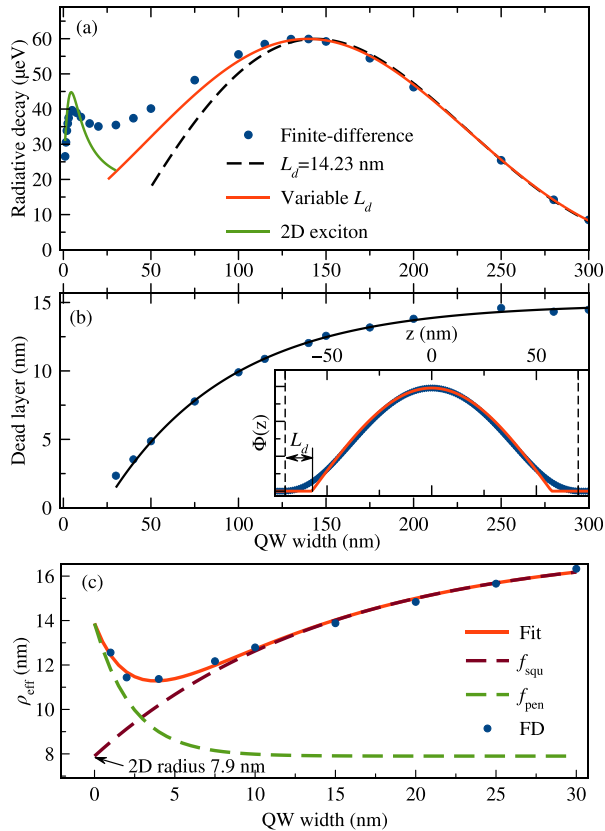 (a)
Radiative decay (μeV)
60
50
40
30
20
10
0
Finite-difference
L_d=14.23 nm
Variable L_d
2D exciton
0 50 100 150 200 250 300
(b)
Dead layer (nm)
15
10
5
0
z (nm)
−50 0 50
Φ(z)
L_d
0 50 100 150 200 250 300
QW width (nm)
(c)
ρ_eff (nm)
16
14
12
10
8
Fit
f_squ
f_pen
FD
2D radius 7.9 nm
0 5 10 15 20 25 30
QW width (nm)